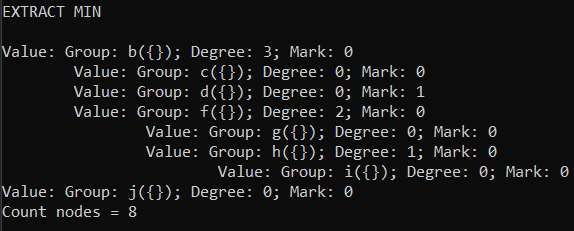 EXTRACT MIN
Value: Group: b({}); Degree: 3; Mark: 0
Value: Group: c({}); Degree: 0; Mark: 0
Value: Group: d({}); Degree: 0; Mark: 1
Value: Group: f({}); Degree: 2; Mark: 0
Value: Group: g({}); Degree: 0; Mark: 0
Value: Group: h({}); Degree: 1; Mark: 0
Value: Group: i({}); Degree: 0; Mark: 0
Value: Group: j({}); Degree: 0; Mark: 0
Count nodes = 8